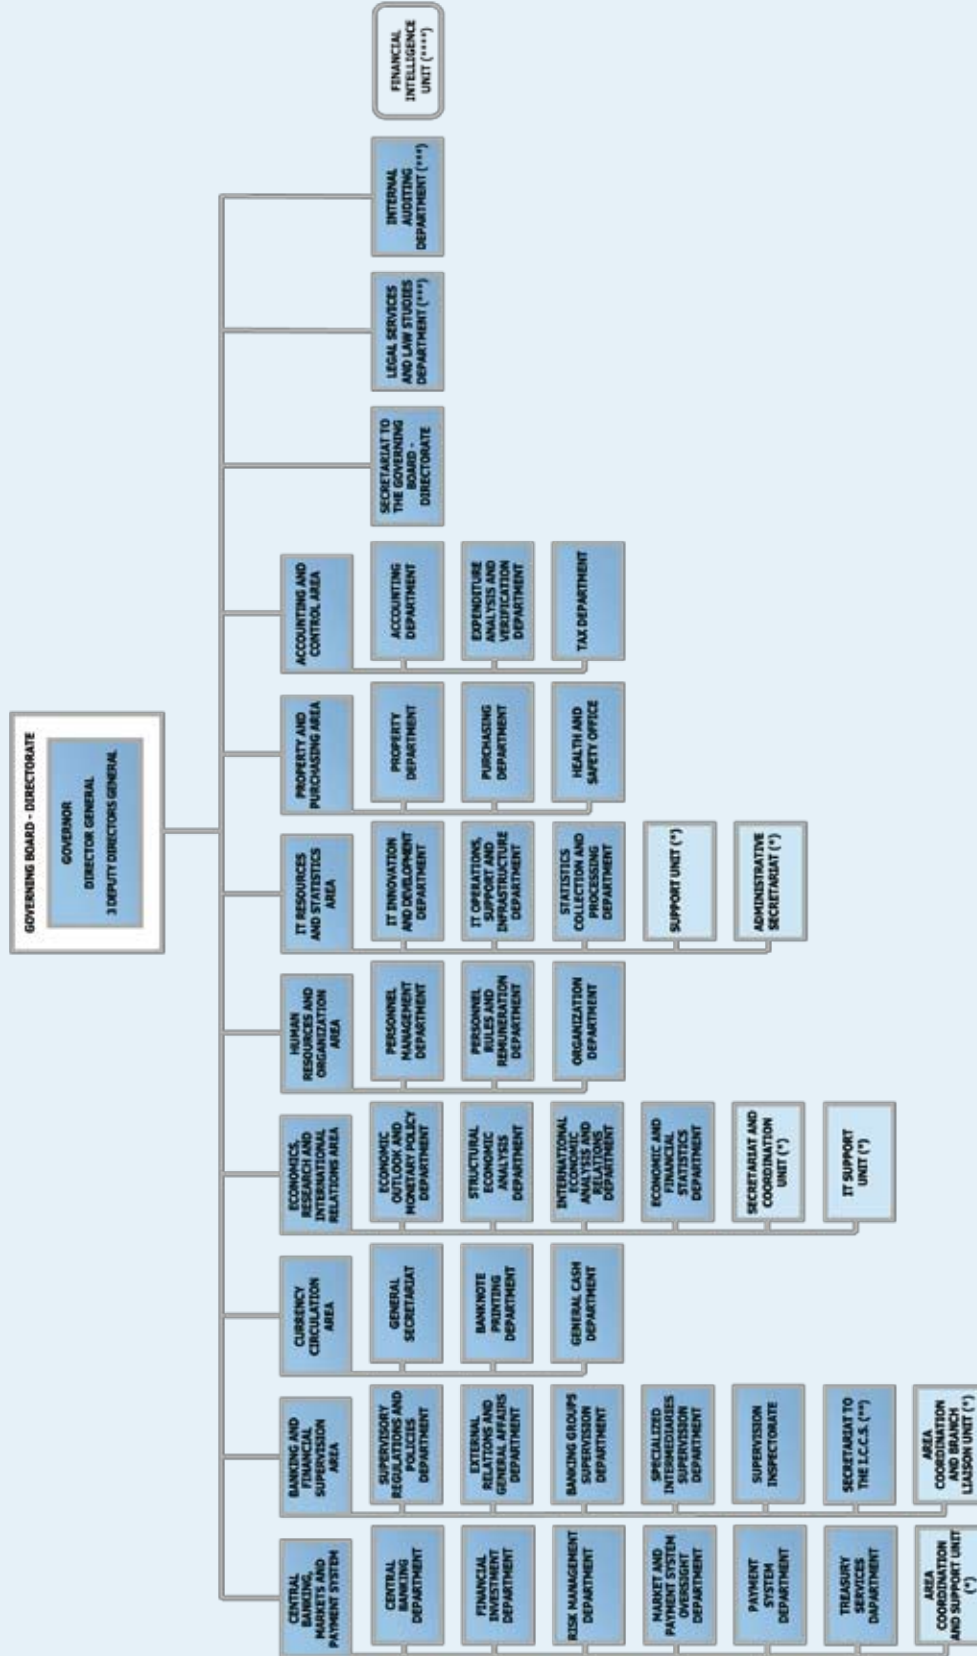 GOVERNING BOARD - DIRECTORATE
GOVERNOR
DIRECTOR GENERAL
3 DEPUTY DIRECTORS GENERAL
CENTRAL
BANKING,
MARKETS AND
PAYMENT SYSTEM
CENTRAL
BANKING
DEPARTMENT
FINANCIAL
INVESTMENT
DEPARTMENT
RISK MANAGEMENT
DEPARTMENT
MARKET AND
PAYMENT SYSTEM
OVERSIGHT
DEPARTMENT
PAYMENT
SYSTEM
DEPARTMENT
TREASURY
SERVICES
DAPARTMENT
AREA
COORDINATION
AND SUPPORT UNIT
(*)
BANKING AND
FINANCIAL
SUPERVISION
AREA
SUPERVISORY
REGULATIONS AND
POLICIES
DEPARTMENT
EXTERNAL
RELATIONS AND
GENERAL AFFAIRS
DEPARTMENT
BANKING GROUPS
SUPERVISION
DEPARTMENT
SPECIALIZED
INTERMEDIARIES
SUPERVISION
DEPARTMENT
SUPERVISION
INSPECTORATE
SECRETARIAT TO
THE I.C.C.S. (**)
AREA
COORDINATION
AND BRANCH
LIAISON UNIT (*)
CURRENCY
CIRCULATION
AREA
GENERAL
SECRETARIAT
BANKNOTE
PRINTING
DEPARTMENT
GENERAL CASH
DEPARTMENT
ECONOMICS,
RESEARCH AND
INTERNATIONAL
RELATIONS AREA
ECONOMIC
OUTLOOK AND
MONETARY POLICY
DEPARTMENT
STRUCTURAL
ECONOMIC
ANALYSIS
DEPARTMENT
INTERNATIONAL
ECONOMIC
ANALYSIS AND
RELATIONS
DEPARTMENT
ECONOMIC AND
FINANCIAL
STATISTICS
DEPARTMENT
SECRETARIAT AND
COORDINATION
UNIT (*)
IT SUPPORT
UNIT (*)
HUMAN
RESOURCES AND
ORGANIZATION
AREA
PERSONNEL
MANAGEMENT
DEPARTMENT
PERSONNEL
RULES AND
REMUNERATION
DEPARTMENT
ORGANIZATION
DEPARTMENT
IT RESOURCES
AND STATISTICS
AREA
IT INNOVATION
AND DEVELOPMENT
DEPARTMENT
IT OPERATIONS,
SUPPORT AND
INFRASTRUCTURE
DEPARTMENT
STATISTICS
COLLECTION AND
PROCESSING
DEPARTMENT
SUPPORT UNIT (*)
ADMINISTRATIVE
SECRETARIAT (*)
PROPERTY AND
PURCHASING AREA
PROPERTY
DEPARTMENT
PURCHASING
DEPARTMENT
HEALTH AND
SAFETY OFFICE
ACCOUNTING AND
CONTROL AREA
ACCOUNTING
DEPARTMENT
EXPENDITURE
ANALYSIS AND
VERIFICATION
DEPARTMENT
TAX DEPARTMENT
SECRETARIAT TO
THE GOVERNING
BOARD -
DIRECTORATE
LEGAL SERVICES
AND LAW STUDIES
DEPARTMENT (***)
INTERNAL
AUDITING
DEPARTMENT (***)
FINANCIAL
INTELLIGENCE
UNIT (****)